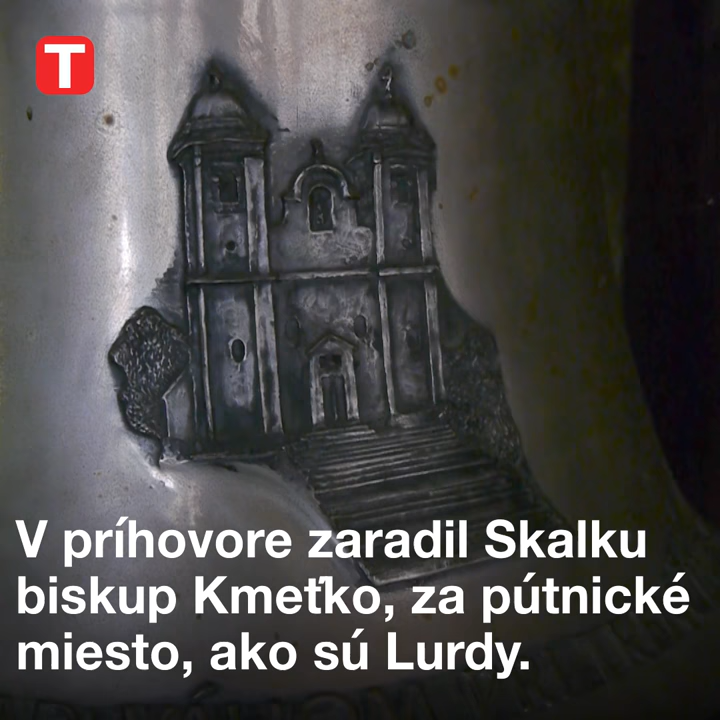 T
V príhovore zaradil Skalku
biskup Kmeťko, za pútnické
miesto, ako sú Lurdy.